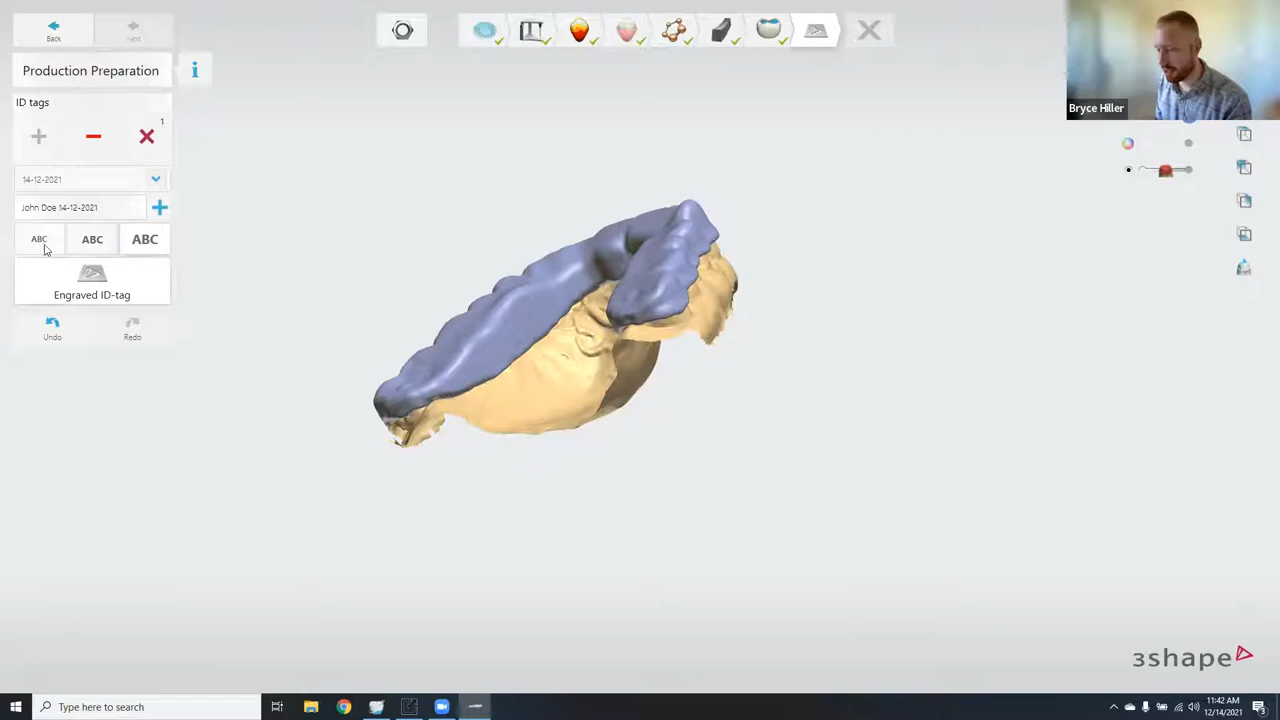 Back
Next
Bryce Hiller
Production Preparation
i
ID tags
1
14-12-2021
John Doe 14-12-2021
ABC
ABC
ABC
Engraved ID-tag
Undo
Redo
3shape
Type here to search
11:42 AM
12/14/2021
3